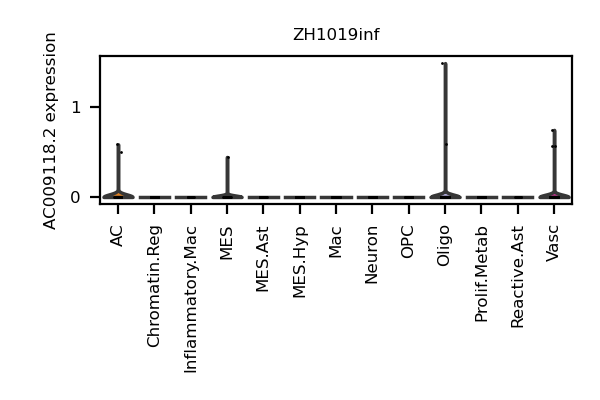 ZH1019inf
AC009118.2 expression
1
0
AC
Chromatin.Reg
Inflammatory.Mac
MES
MES.Ast
MES.Hyp
Mac
Neuron
OPC
Oligo
Prolif.Metab
Reactive.Ast
Vasc